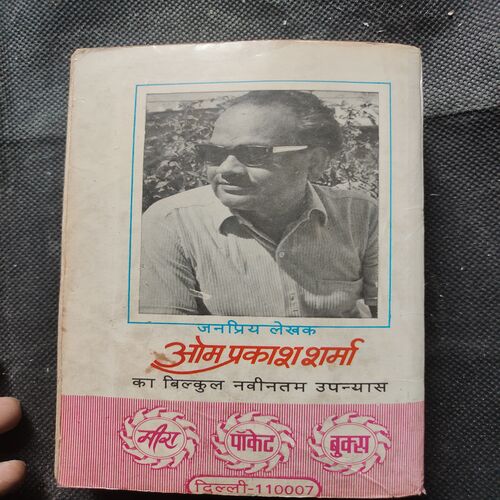 जनप्रिय लेखक
ओम प्रकाश शर्मा
का बिल्कुल नवीनतम उपन्यास
मीरा पॉकेट बुक्स
दिल्ली-110007